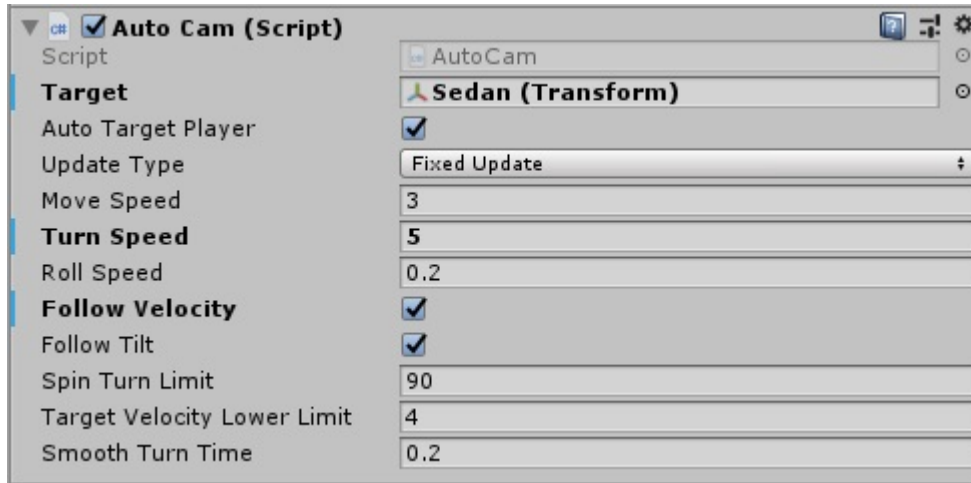 Auto Cam (Script)
Script AutoCam
Target Sedan (Transform)
Auto Target Player
Update Type Fixed Update
Move Speed 3
Turn Speed 5
Roll Speed 0.2
Follow Velocity
Follow Tilt
Spin Turn Limit 90
Target Velocity Lower Limit 4
Smooth Turn Time 0.2